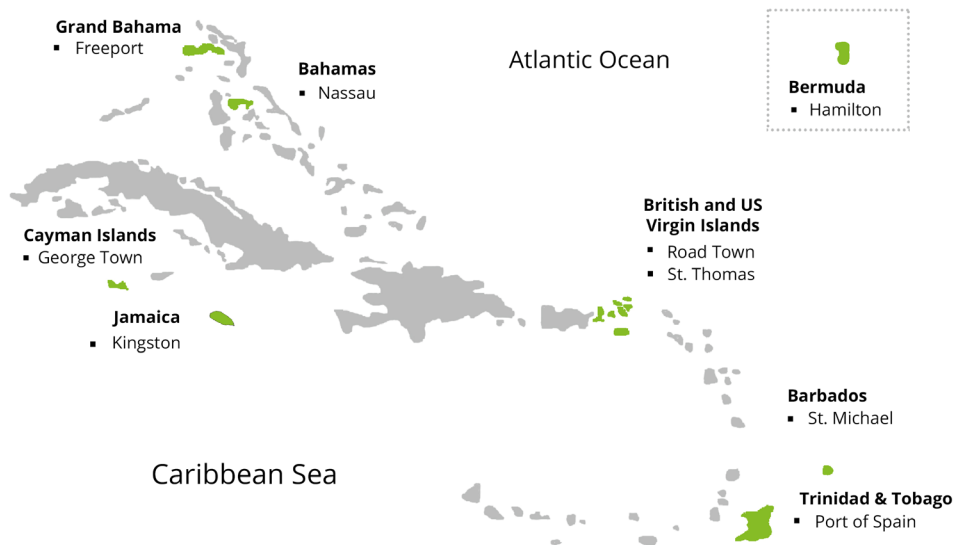 Grand Bahama
▪ Freeport
Bahamas
▪ Nassau
Atlantic Ocean
Bermuda
▪ Hamilton
British and US
Virgin Islands
▪ Road Town
▪ St. Thomas
Cayman Islands
▪ George Town
Jamaica
▪ Kingston
Barbados
▪ St. Michael
Caribbean Sea
Trinidad & Tobago
▪ Port of Spain